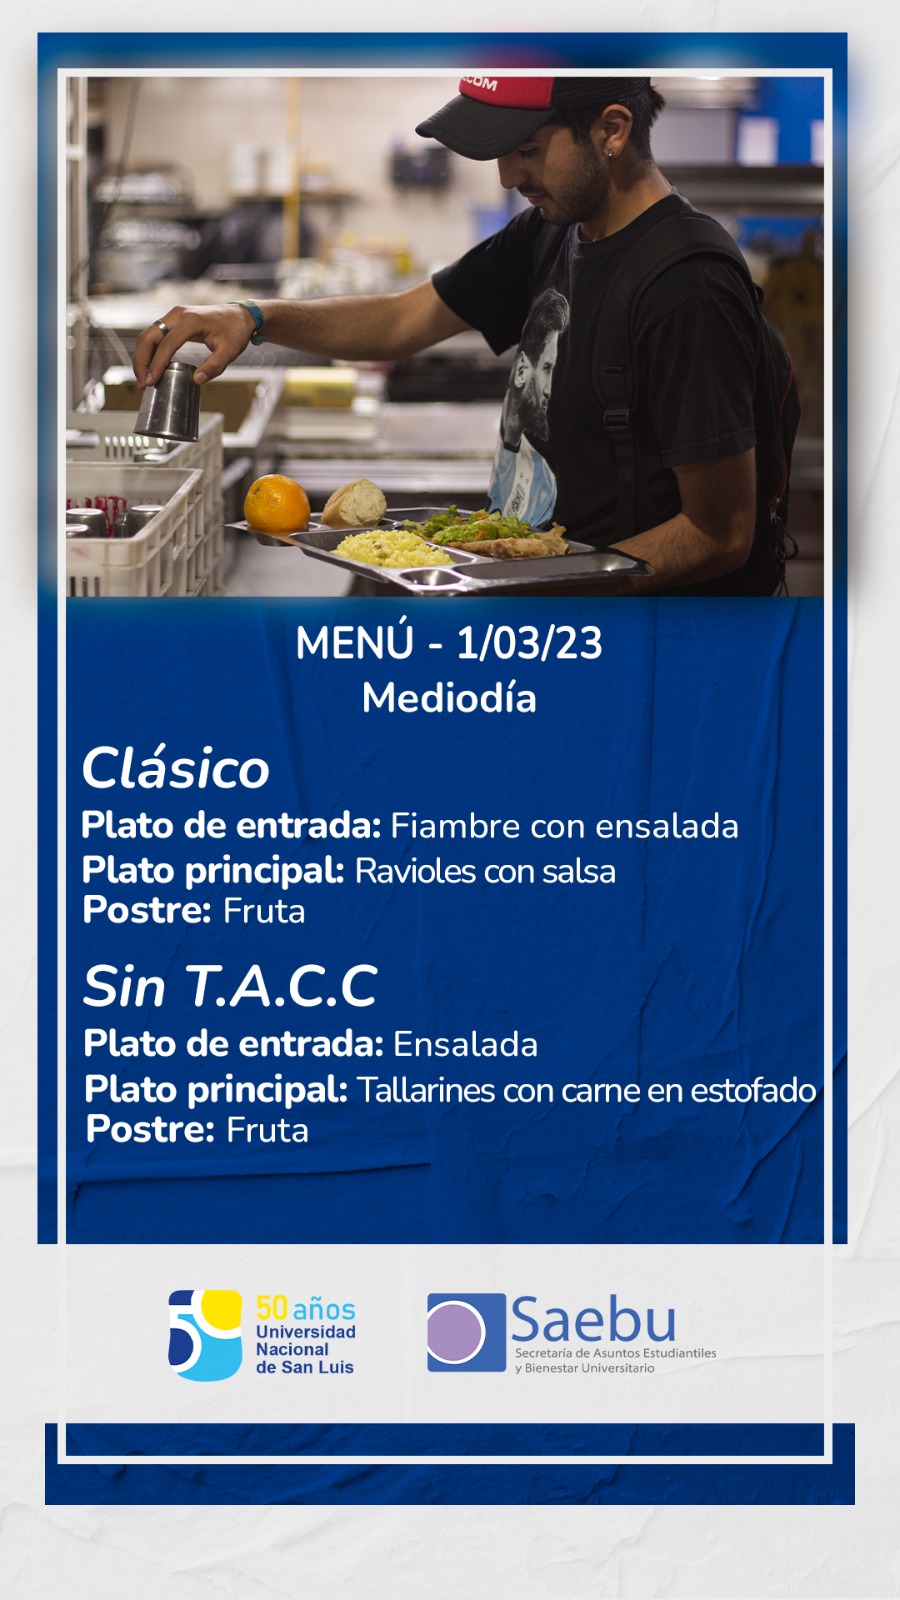 .COM
MENÚ - 1/03/23
Mediodía
Clásico
Plato de entrada: Fiambre con ensalada
Plato principal: Ravioles con salsa
Postre: Fruta
Sin T.A.C.C
Plato de entrada: Ensalada
Plato principal: Tallarines con carne en estofado
Postre: Fruta
50 años
Universidad
Nacional
de San Luis
Saebu
Secretaría de Asuntos Estudiantiles
y Bienestar Universitario